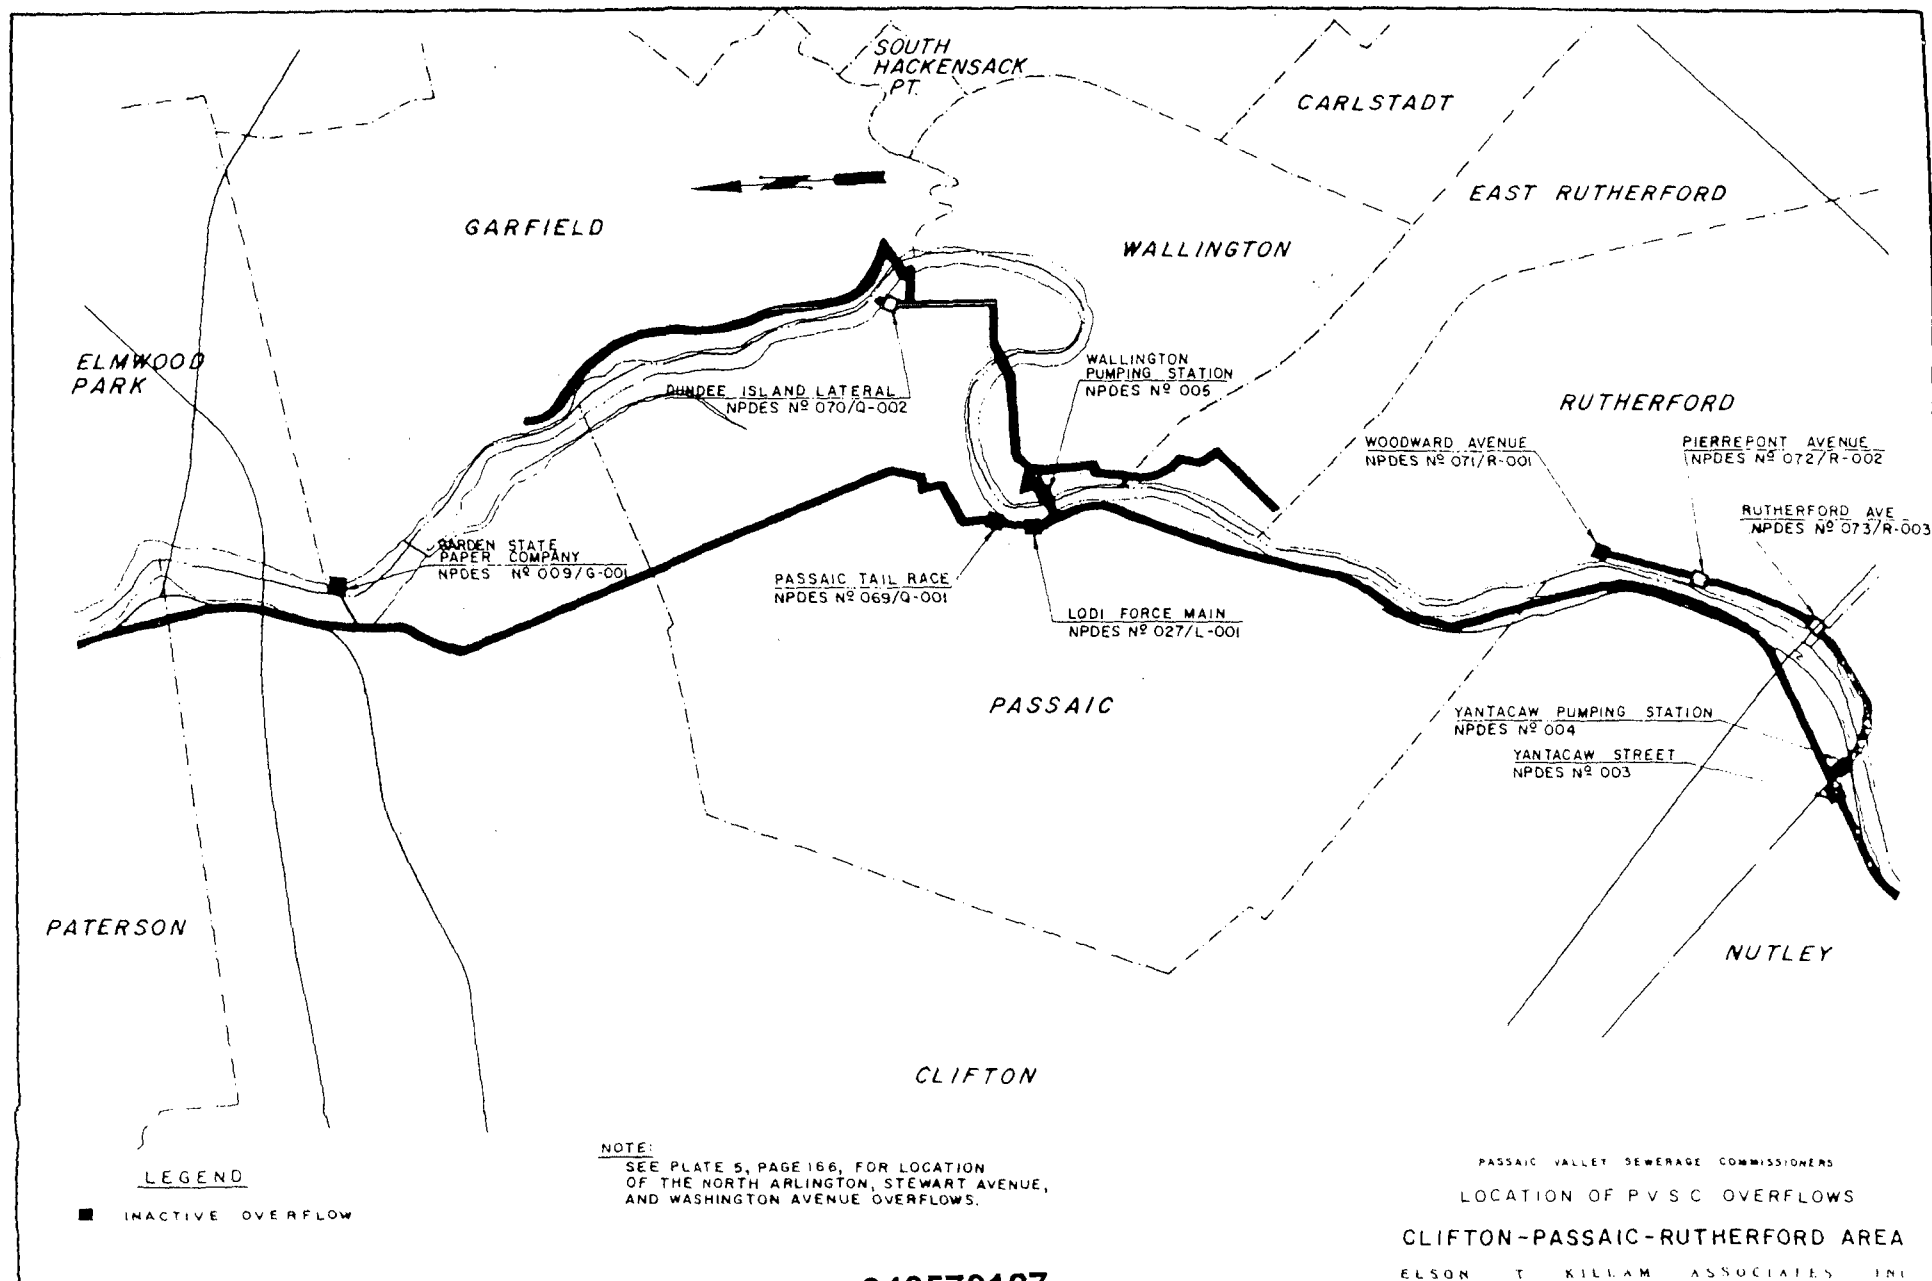 SOUTH
HACKENSACK
PT.
CARLSTADT
EAST RUTHERFORD
GARFIELD
WALLINGTON
ELMWOOD
PARK
WALLINGTON
PUMPING STATION
NPDES Nº 005
DUNDEE ISLAND LATERAL
NPDES Nº 070/Q-002
RUTHERFORD
WOODWARD AVENUE
NPDES Nº 071/R-001
PIERREPONT AVENUE
NPDES Nº 072/R-002
RUTHERFORD AVE
NPDES Nº 073/R-003
GARDEN STATE
PAPER COMPANY
NPDES Nº 009/G-001
PASSAIC TAIL RACE
NPDES Nº 069/Q-001
LODI FORCE MAIN
NPDES Nº 027/L-001
PASSAIC
YANTACAW PUMPING STATION
NPDES Nº 004
YANTACAW STREET
NPDES Nº 003
PATERSON
NUTLEY
CLIFTON
LEGEND
INACTIVE OVERFLOW
NOTE:
SEE PLATE 5, PAGE 166, FOR LOCATION
OF THE NORTH ARLINGTON, STEWART AVENUE,
AND WASHINGTON AVENUE OVERFLOWS.
PASSAIC VALLEY SEWERAGE COMMISSIONERS
LOCATION OF P V S C OVERFLOWS
CLIFTON-PASSAIC-RUTHERFORD AREA
ELSON T KILLAM ASSOCIATES INC